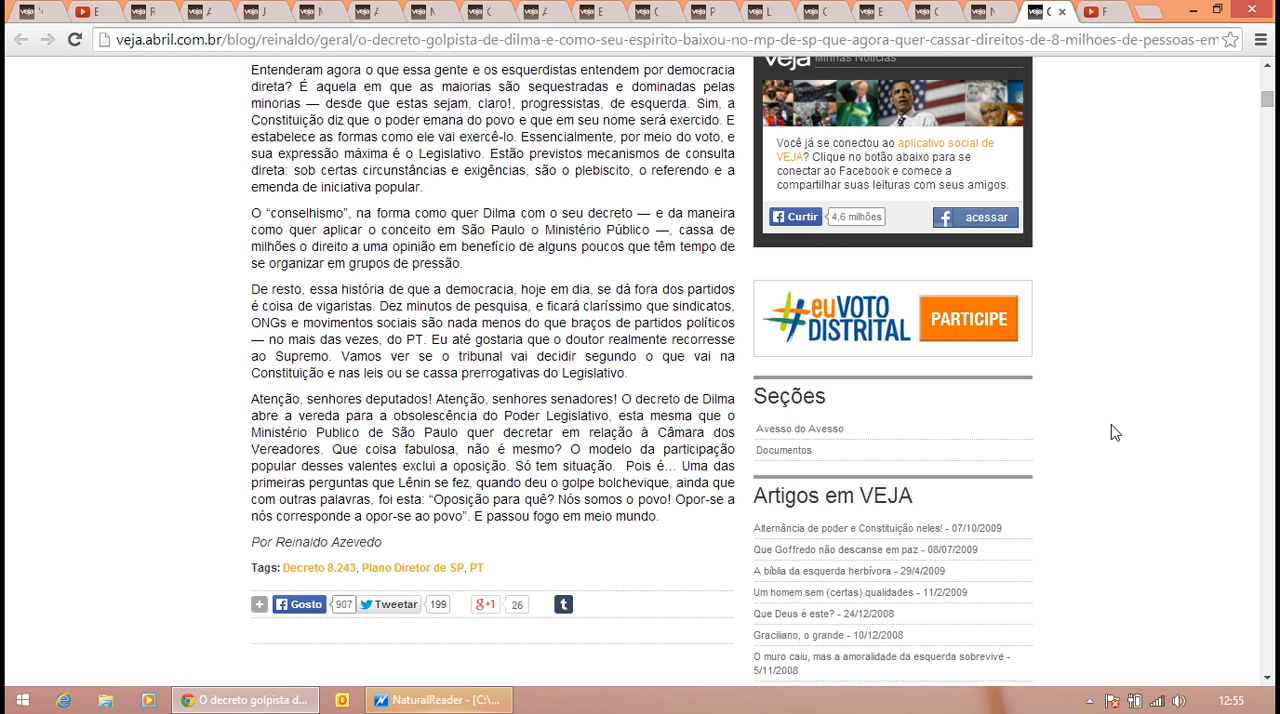 veja
E
veja
R
veja
veja
J
veja
veja
veja
veja
veja
veja
E
veja
veja
P
veja
L
veja
veja
E
veja
veja
veja
F
veja.abril.com.br/blog/reinaldo/geral/o-decreto-golpista-de-dilma-e-como-seu-espirito-baixou-no-mp-de-sp-que-agora-quer-cassar-direitos-de-8-milhoes-de-pessoas-em
Entenderam agora o que essa gente e os esquerdistas entendem por democracia
direta? É aquela em que as maiorias são sequestradas e dominadas pelas
minorias — desde que estas sejam, claro!, progressistas, de esquerda. Sim, a
Constituição diz que o poder emana do povo e que em seu nome será exercido. E
estabelece as formas como ele vai exercê-lo. Essencialmente, por meio do voto, e
sua expressão máxima é o Legislativo. Estão previstos mecanismos de consulta
direta: sob certas circunstâncias e exigências, são o plebiscito, o referendo e a
emenda de iniciativa popular.
O “conselhismo”, na forma como quer Dilma com o seu decreto — e da maneira
como quer aplicar o conceito em São Paulo o Ministério Público —, cassa de
milhões o direito a uma opinião em benefício de alguns poucos que têm tempo de
se organizar em grupos de pressão.
De resto, essa história de que a democracia, hoje em dia, se dá fora dos partidos
é coisa de vigaristas. Dez minutos de pesquisa, e ficará claríssimo que sindicatos,
ONGs e movimentos sociais são nada menos do que braços de partidos políticos
— no mais das vezes, do PT. Eu até gostaria que o doutor realmente recorresse
ao Supremo. Vamos ver se o tribunal vai decidir segundo o que vai na
Constituição e nas leis ou se cassa prerrogativas do Legislativo.
Atenção, senhores deputados! Atenção, senhores senadores! O decreto de Dilma
abre a vereda para a obsolescência do Poder Legislativo, esta mesma que o
Ministério Publico de São Paulo quer decretar em relação à Câmara dos
Vereadores. Que coisa fabulosa, não é mesmo? O modelo da participação
popular desses valentes exclui a oposição. Só tem situação. Pois é… Uma das
primeiras perguntas que Lênin se fez, quando deu o golpe bolchevique, ainda que
com outras palavras, foi esta: “Oposição para quê? Nós somos o povo! Opor-se a
nós corresponde a opor-se ao povo”. E passou fogo em meio mundo.
Por Reinaldo Azevedo
Tags: Decreto 8.243, Plano Diretor de SP, PT
Gosto 907 Tweetar 199 g+1 26 t
veja Minhas Notícias
Você já se conectou ao aplicativo social de
VEJA? Clique no botão abaixo para se
conectar ao Facebook e comece a
compartilhar suas leituras com seus amigos.
Curtir 4,6 milhões acessar
#euVOTO
DISTRITAL
PARTICIPE
Seções
Avesso do Avesso
Documentos
Artigos em VEJA
Alternância de poder e Constituição neles! - 07/10/2009
Que Goffredo não descanse em paz - 08/07/2009
A bíblia da esquerda herbívora - 29/4/2009
Um homem sem (certas) qualidades - 11/2/2009
Que Deus é este? - 24/12/2008
Graciliano, o grande - 10/12/2008
O muro caiu, mas a amoralidade da esquerda sobrevive -
5/11/2008
O decreto golpista d...
NaturalReader - [C:\...
12:55